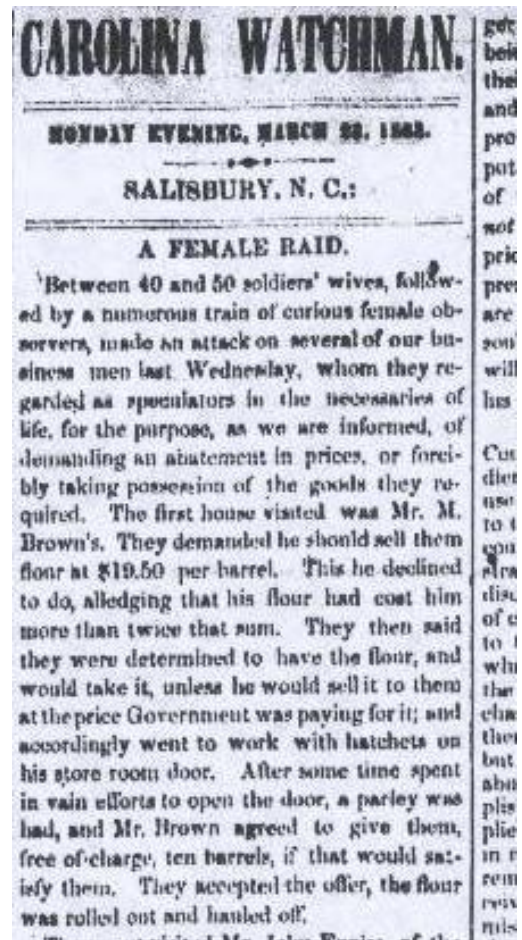 CAROLINA WATCHMAN.
MONDAY EVENING, MARCH 23, 1863.
SALISBURY, N. C.:
A FEMALE RAID.
Between 40 and 50 soldiers' wives, follow-
ed by a numerous train of curious female ob-
servers, made an attack on several of our bu-
siness men last Wednesday, whom they re-
garded as speculators in the necessaries of
life, for the purpose, as we are informed, of
demanding an abatement in prices, or forci-
bly taking possession of the goods they re-
quired. The first house visited was Mr. M.
Brown's. They demanded he should sell them
flour at $19.50 per barrel. This he declined
to do, alledging that his flour had cost him
more than twice that sum. They then said
they were determined to have the flour, and
would take it, unless he would sell it to them
at the price Government was paying for it; and
accordingly went to work with hatchets on
his store room door. After some time spent
in vain efforts to open the door, a parley was
had, and Mr. Brown agreed to give them,
free of charge, ten barrels, if that would sat-
isfy them. They accepted the offer, the flour
was rolled out and hauled off.